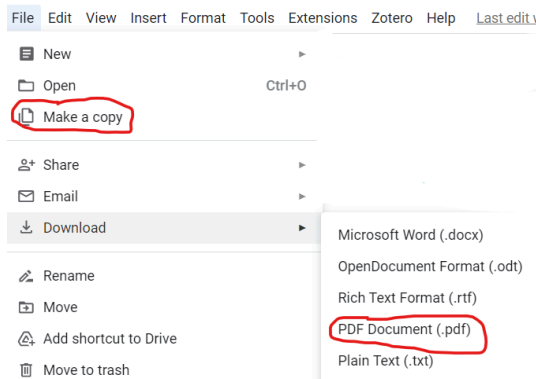 File Edit View Insert Format Tools Extensions Zotero Help Last edit
New
Open Ctrl+O
Make a copy
Share
Email
Download
Microsoft Word (.docx)
OpenDocument Format (.odt)
Rename
Rich Text Format (.rtf)
Move
PDF Document (.pdf)
Add shortcut to Drive
Plain Text (.txt)
Move to trash